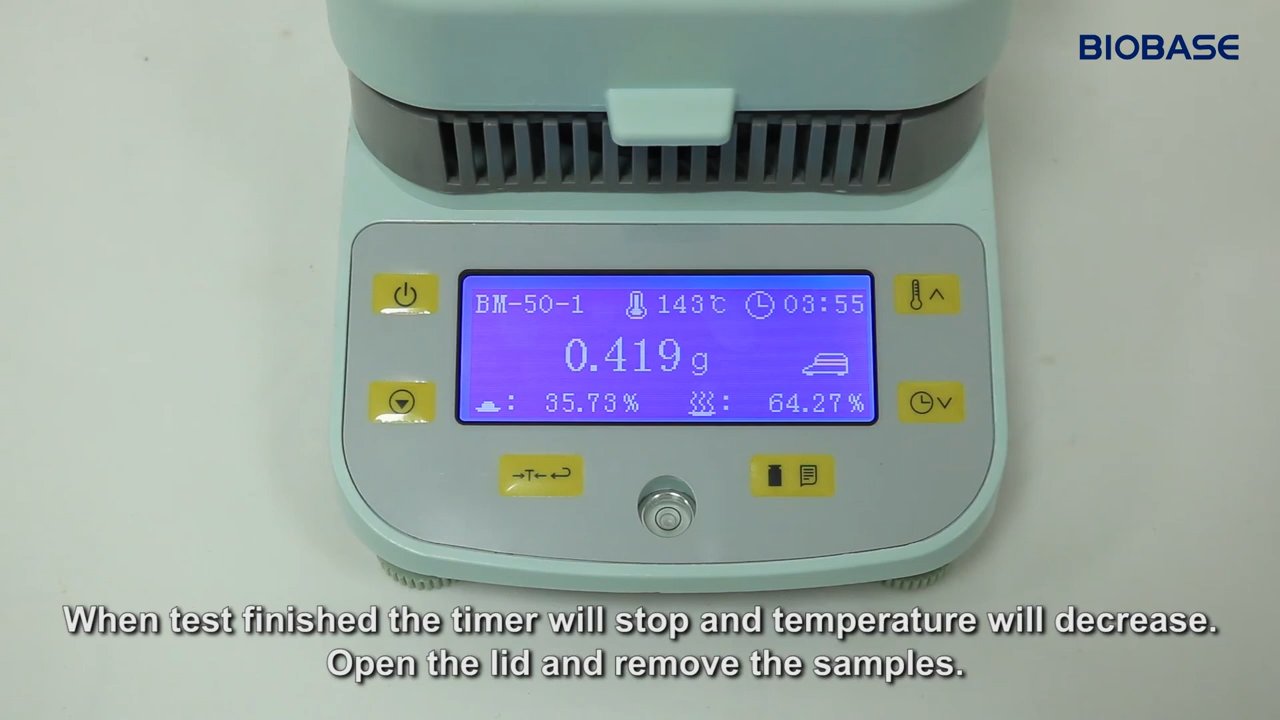 BIOBASE
BM-50-1 143℃ 03:55
0.419 g
: 35.73% : 64.27%
→T←
When test finished the timer will stop and temperature will decrease.
Open the lid and remove the samples.